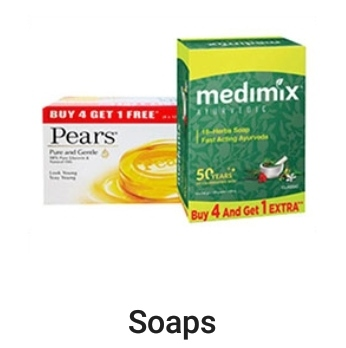 BUY 4 GET 1 FREE*
Pears®
Pure and Gentle
Look Young
Stay Young
medimix
AYURVEDIC
18-Herbs Soap
Fast Acting Ayurveda
50 YEARS
Buy 4 And Get 1 EXTRA**
Soaps